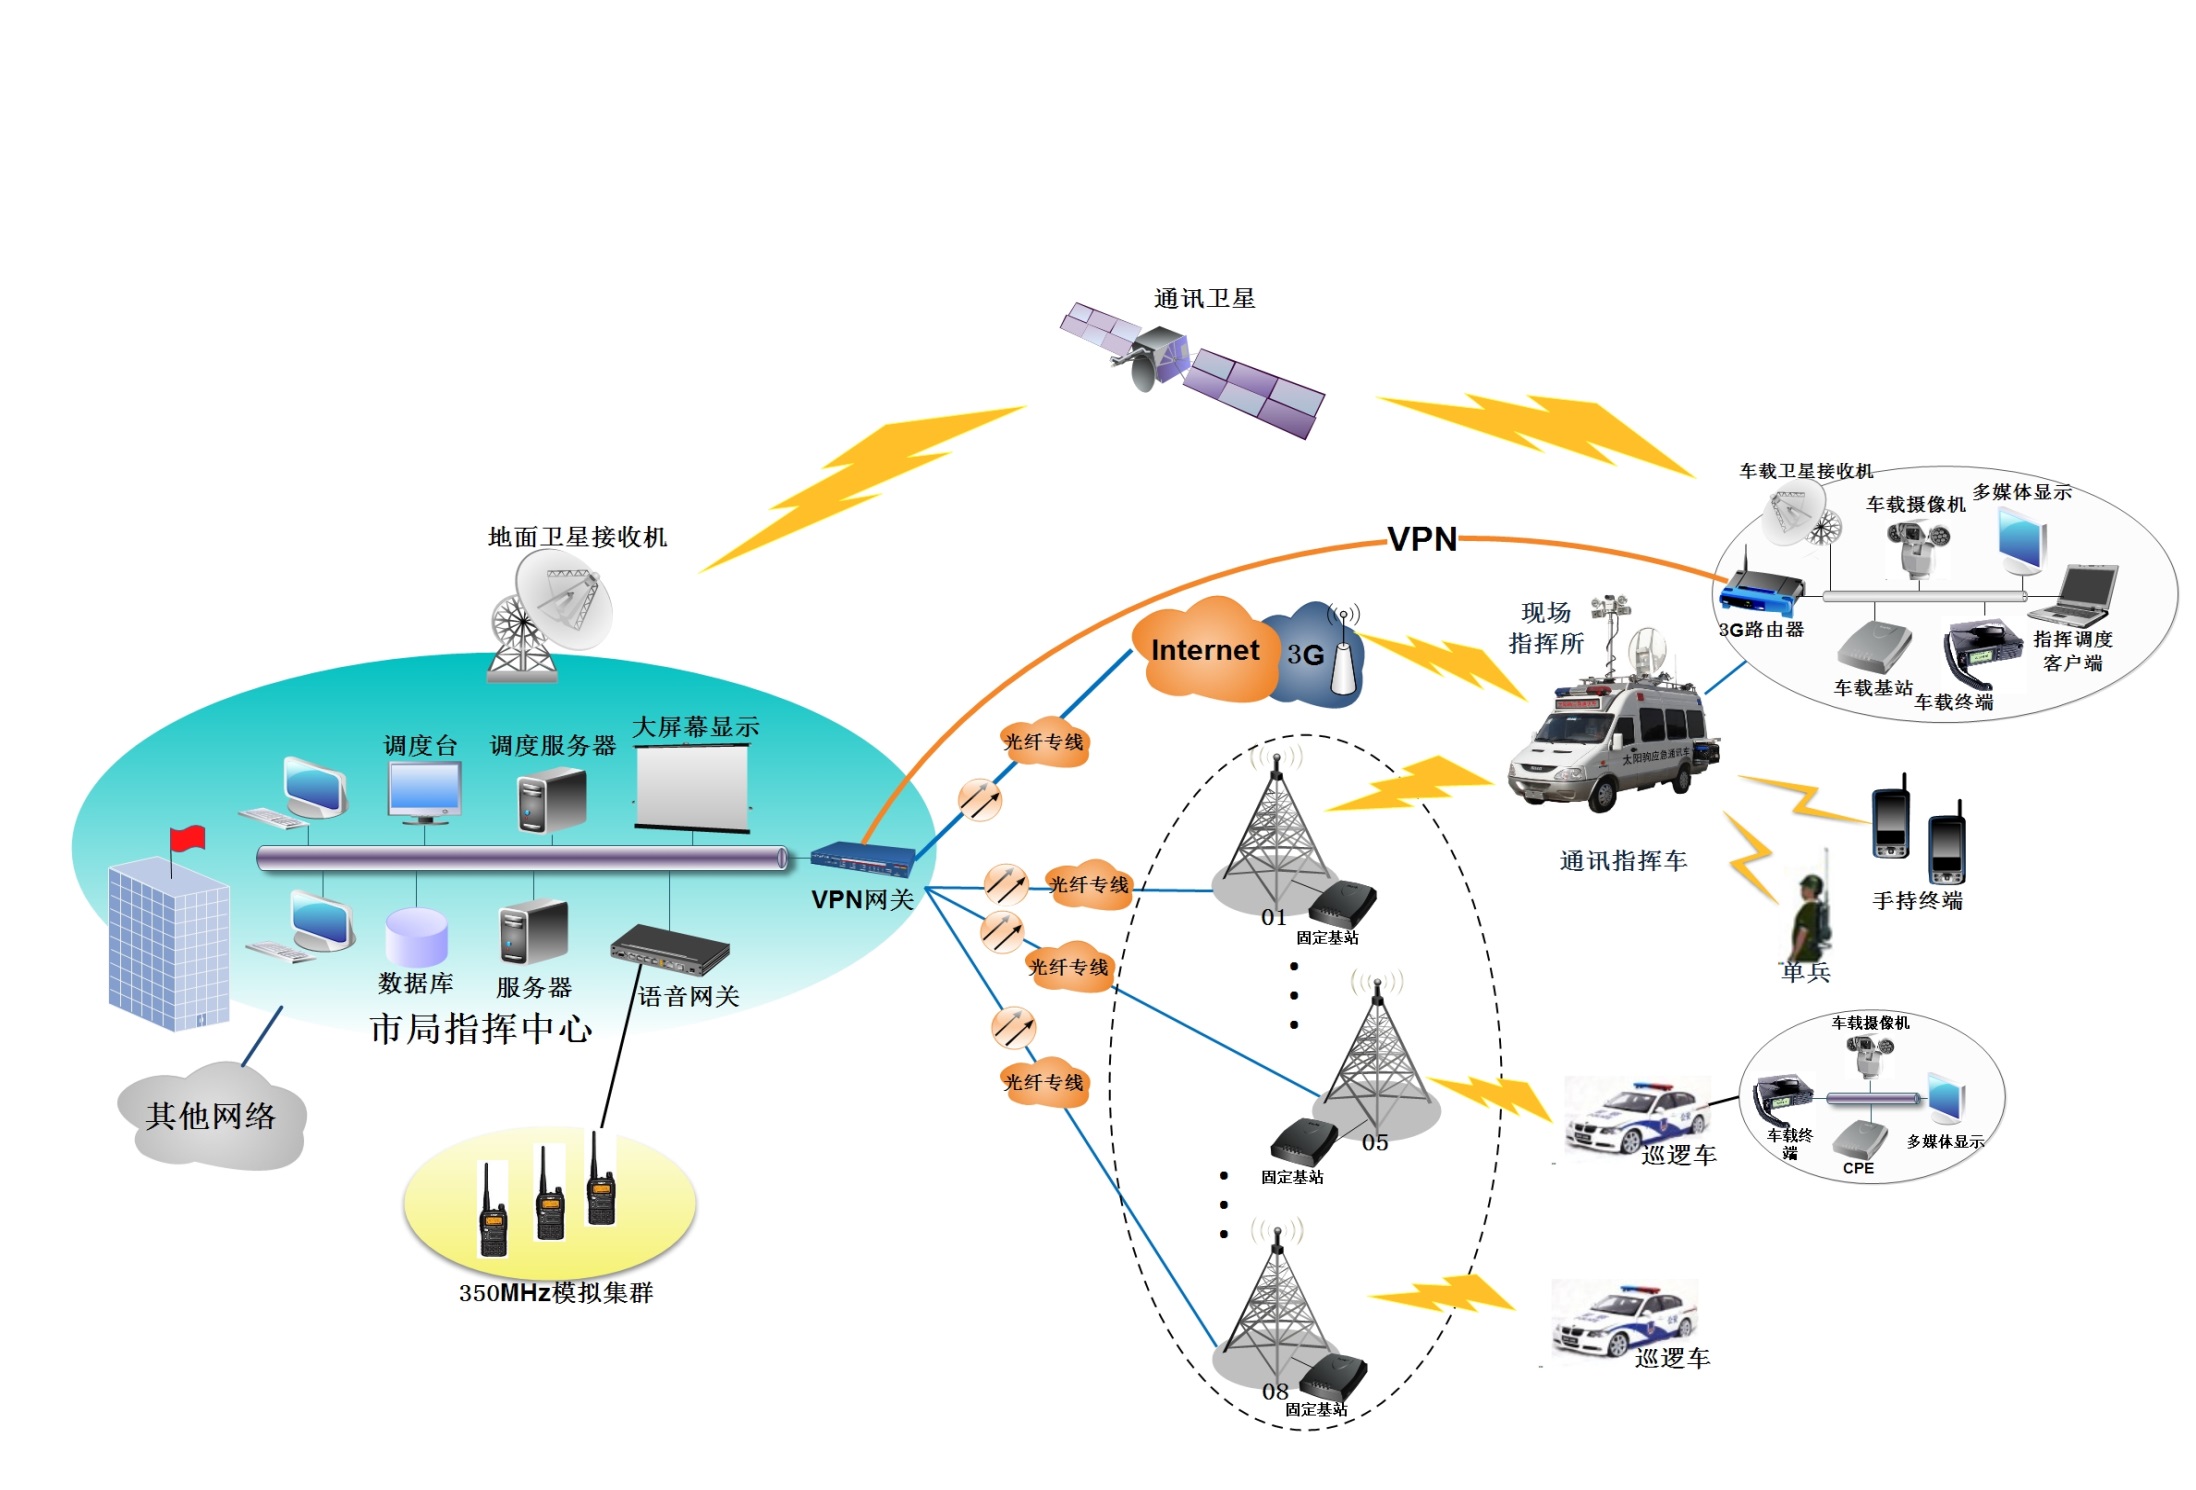 通讯卫星
车载卫星接收机
车载摄像机
多媒体显示
3G路由器
车载基站
车载终端
指挥调度
客户端
地面卫星接收机
VPN
Internet
3G
现场
指挥所
太阳驹应急通讯车
通讯指挥车
手持终端
单兵
调度台
调度服务器
大屏幕显示
VPN网关
数据库
服务器
语音网关
市局指挥中心
其他网络
350MHz模拟集群
光纤专线
光纤专线
光纤专线
光纤专线
01
固定基站
05
固定基站
08
固定基站
巡逻车
车载摄像机
车载终
端
CPE
多媒体显示
巡逻车